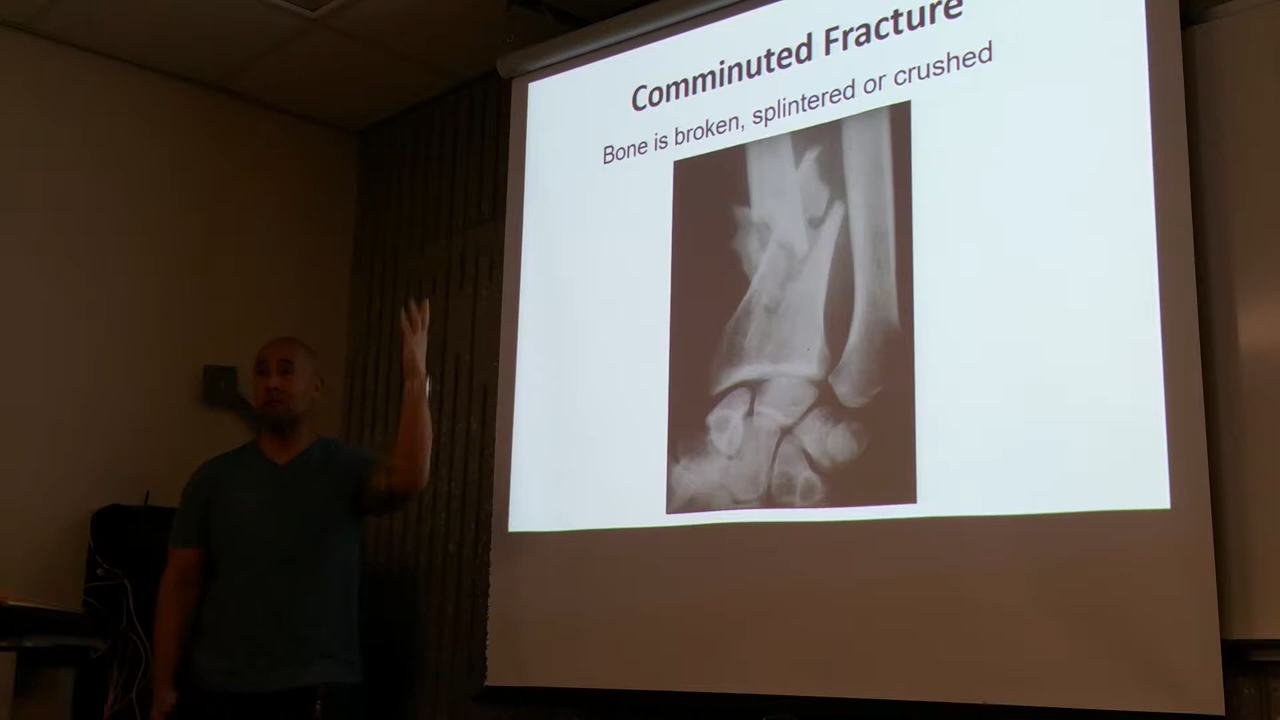 Comminuted Fracture
Bone is broken, splintered or crushed